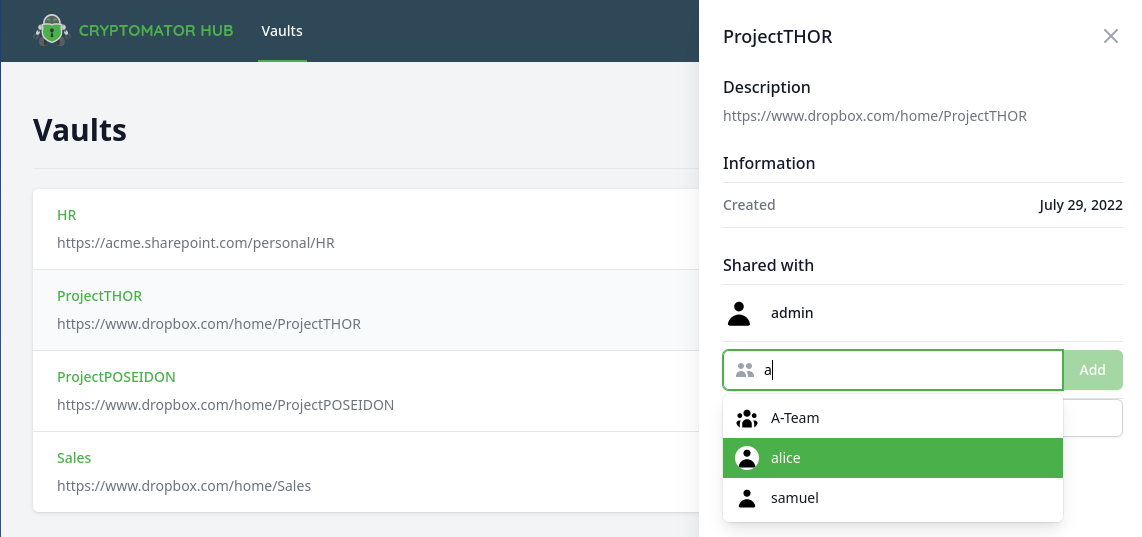 CRYPTOMATOR HUB
Vaults
Vaults
HR
https://acme.sharepoint.com/personal/HR
ProjectTHOR
https://www.dropbox.com/home/ProjectTHOR
ProjectPOSEIDON
https://www.dropbox.com/home/ProjectPOSEIDON
Sales
https://www.dropbox.com/home/Sales
ProjectTHOR
Description
https://www.dropbox.com/home/ProjectTHOR
Information
Created July 29, 2022
Shared with
admin
a Add
A-Team
alice
samuel